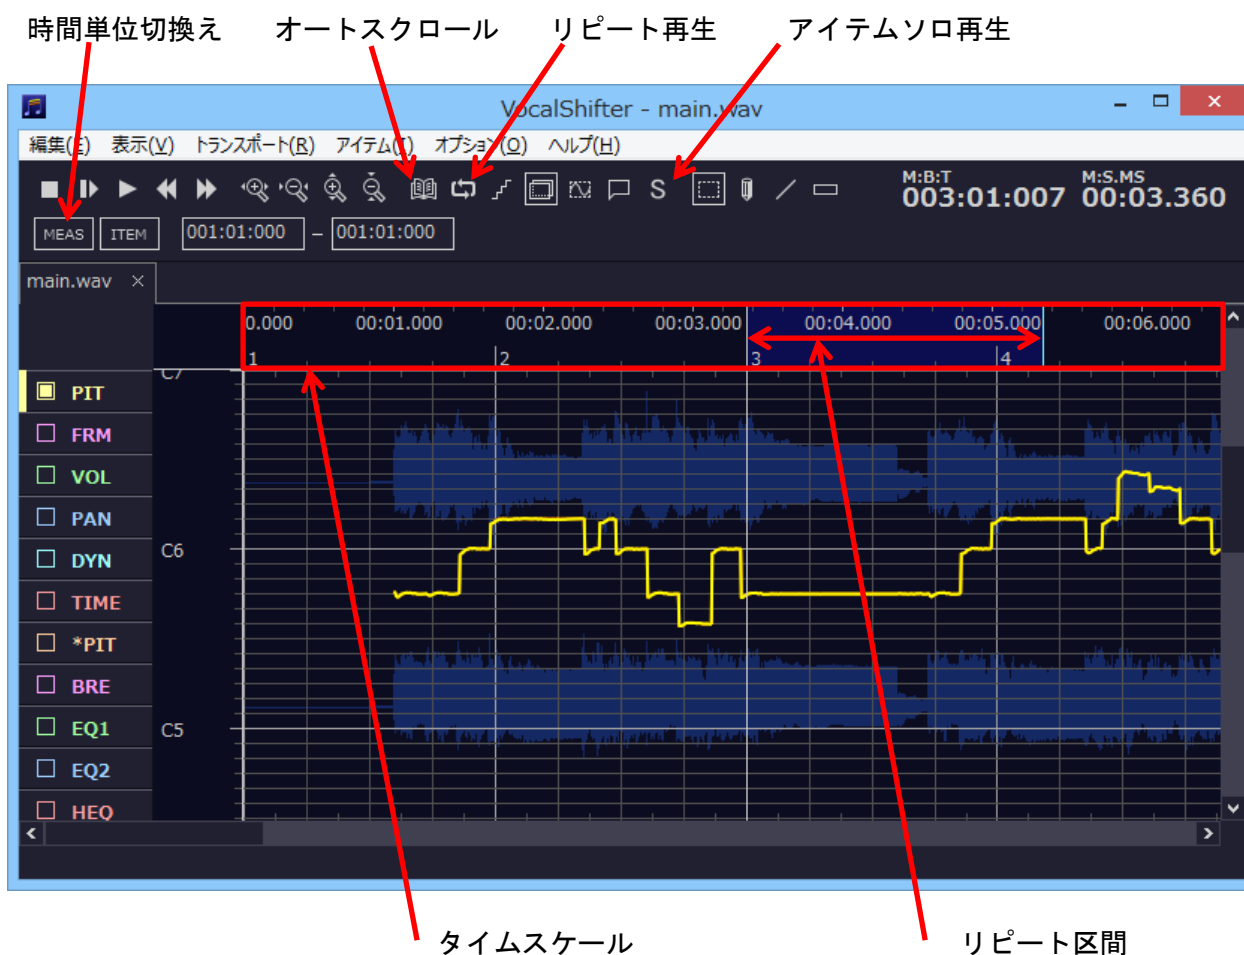 時間単位切換え オートスクロール リピート再生 アイテムソロ再生
VocalShifter - main.wav
編集(E) 表示(V) トランスポート(R) アイテム(I) オプション(O) ヘルプ(H)
S
M:B:T 003:01:007 M:S.MS 00:03.360
MEAS ITEM 001:01:000 – 001:01:000
main.wav ×
0.000 00:01.000 00:02.000 00:03.000 00:04.000 00:05.000 00:06.000
1 2 3 4
C7
PIT
FRM
VOL
PAN
C6
DYN
TIME
*PIT
BRE
EQ1
C5
EQ2
HEQ
タイムスケール リピート区間